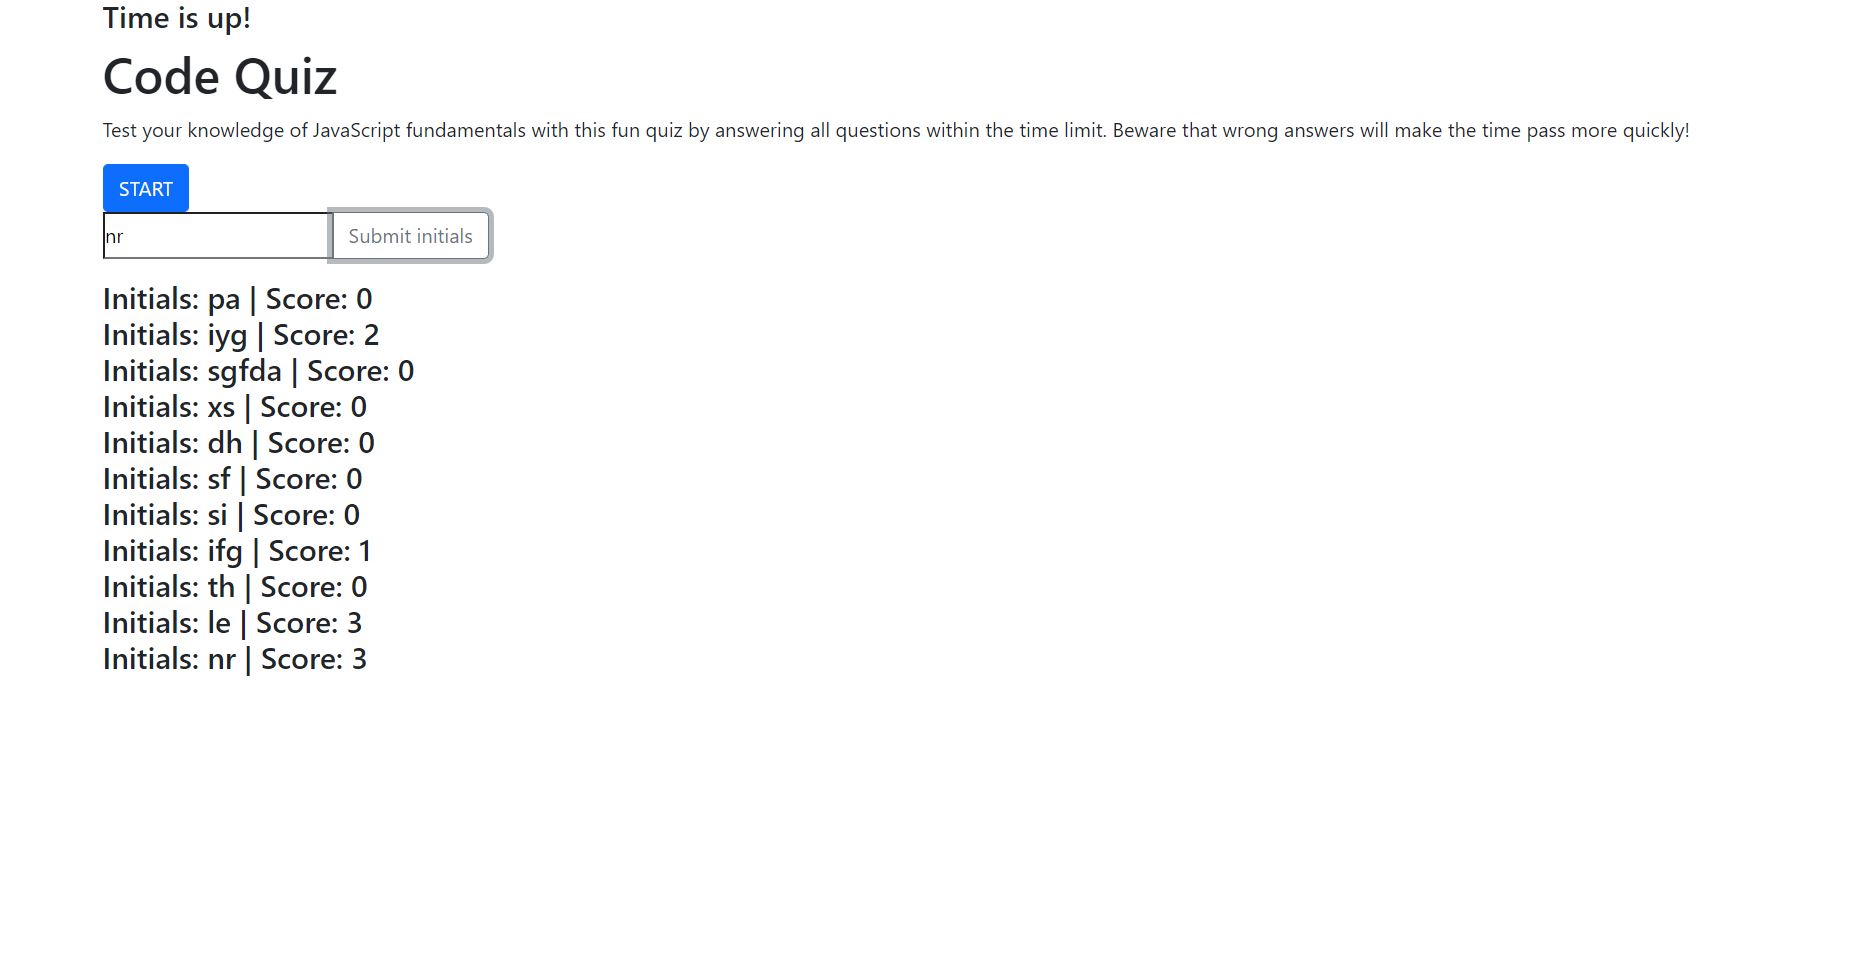 Time is up!
Code Quiz
Test your knowledge of JavaScript fundamentals with this fun quiz by answering all questions within the time limit. Beware that wrong answers will make the time pass more quickly!
START
nr Submit initials
Initials: pa | Score: 0
Initials: iyg | Score: 2
Initials: sgfda | Score: 0
Initials: xs | Score: 0
Initials: dh | Score: 0
Initials: sf | Score: 0
Initials: si | Score: 0
Initials: ifg | Score: 1
Initials: th | Score: 0
Initials: le | Score: 3
Initials: nr | Score: 3